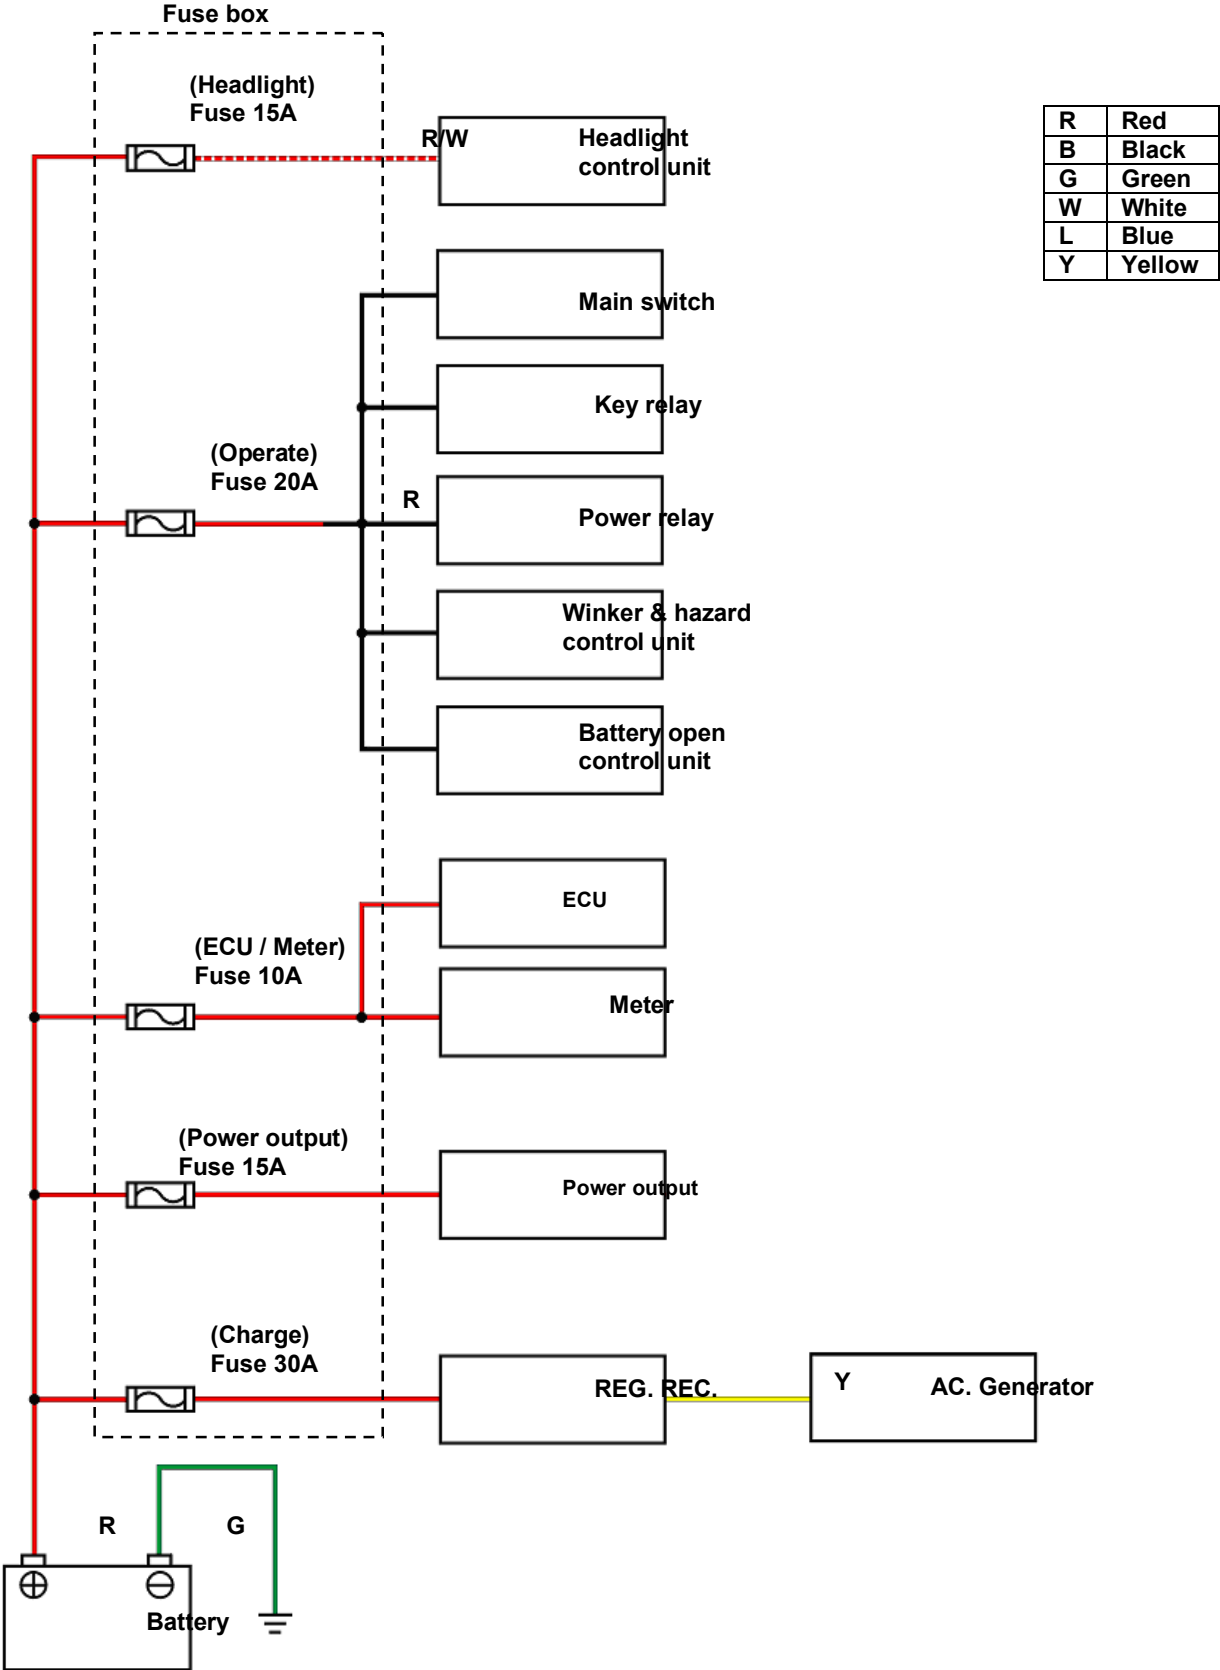 Fuse box
(Headlight)
Fuse 15A
R/W
Headlight
control unit
R Red
B Black
G Green
W White
L Blue
Y Yellow
Main switch
Key relay
(Operate)
Fuse 20A
R
Power relay
Winker & hazard
control unit
Battery open
control unit
ECU
(ECU / Meter)
Fuse 10A
Meter
(Power output)
Fuse 15A
Power output
(Charge)
Fuse 30A
REG. REC.
Y
AC. Generator
R
G
Battery